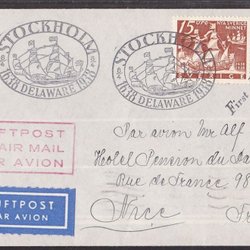 STOCKHOLM
1638 DELAWARE 1938
STOCKHOLM
1638 DELAWARE 1938
15
MINNET
SVERIGE
First
LUFTPOST
AIR MAIL
PAR AVION
LUFTPOST
PAR AVION
Par avion Mr Alf
Hotel Pension du
Rue de France 98
Nice